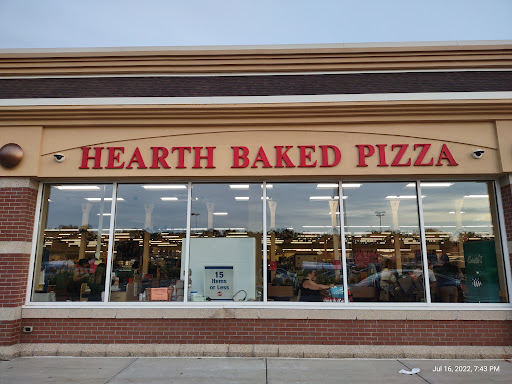 HEARTH BAKED PIZZA
15
Items
or Less
Jul 16, 2022, 7:43 PM